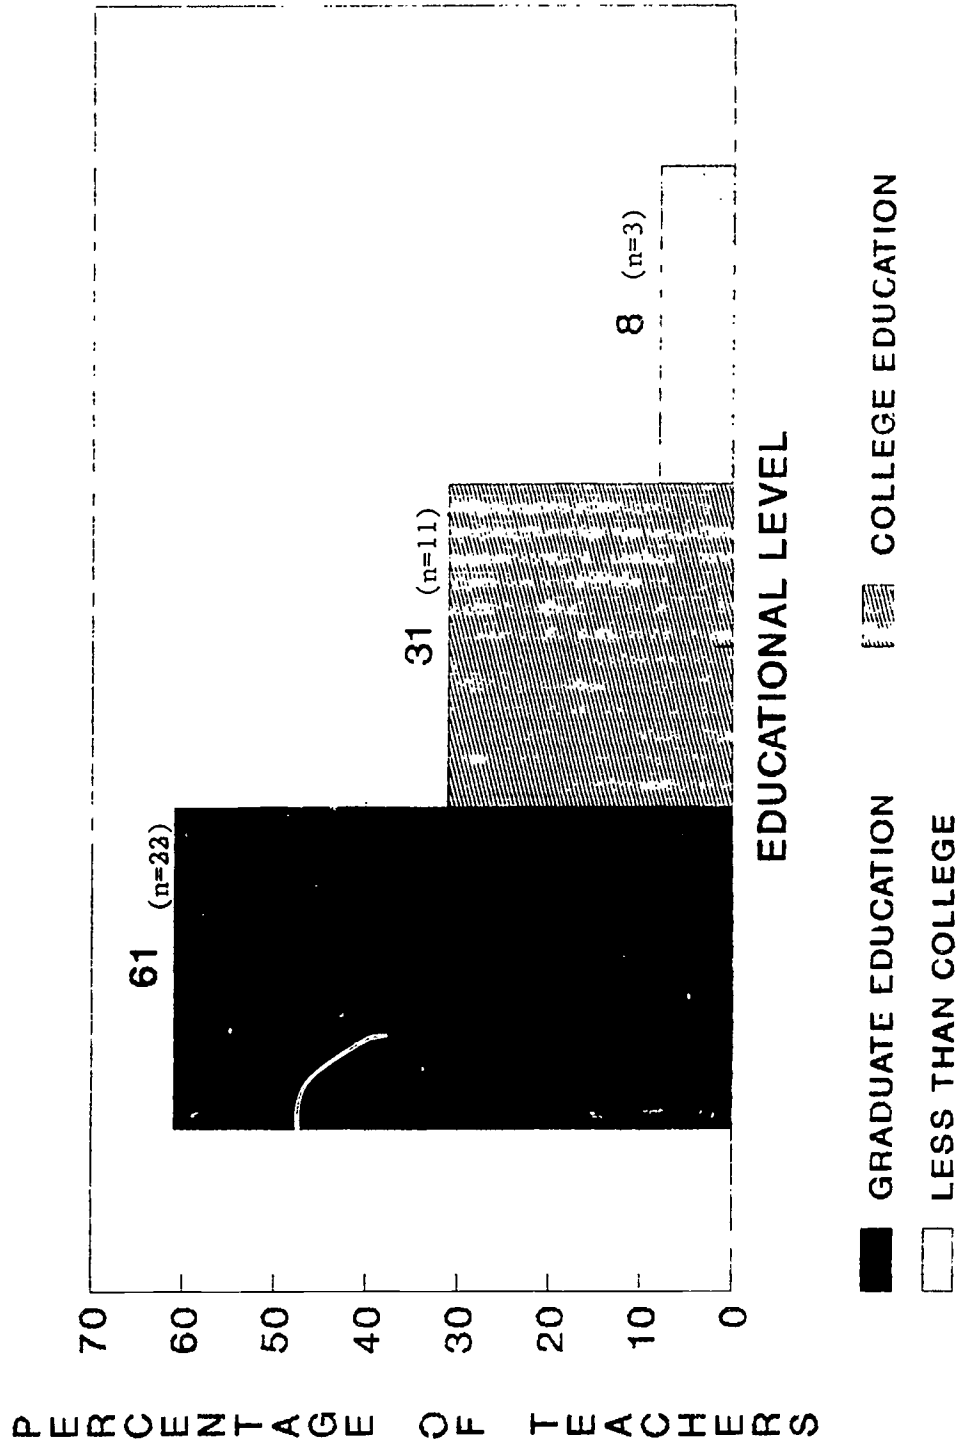 PERCENTAGE OF TEACHERS
70
60
50
40
30
20
10
0
61 (n=22)
31 (n=11)
8 (n=3)
EDUCATIONAL LEVEL
GRADUATE EDUCATION
COLLEGE EDUCATION
LESS THAN COLLEGE